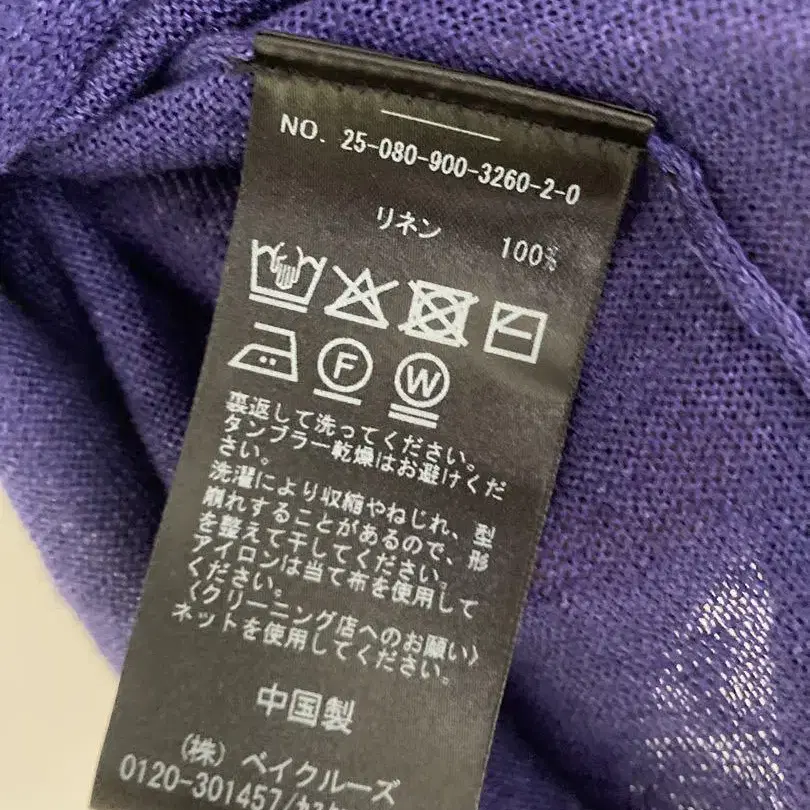 NO. 25-080-900-3260-2-0
リネン 100%
F W
裏返して洗ってください。
タンブラー乾燥はお避けくだ
さい。
洗濯により収縮やねじれ、型
崩れすることがあるので、形
を整えて干してください。
アイロンは当て布を使用して
ください。
〈クリーニング店へのお願い〉
ネットを使用してください。
中国製
(株) ベイクルーズ
0120-301457/カスタ